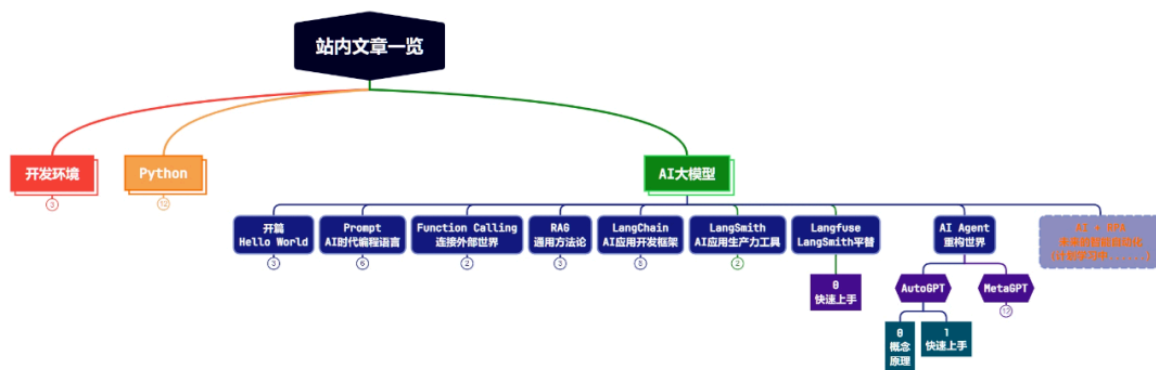 站内文章一览
开发环境
3
Python
12
AI大模型
开篇
Hello World
3
Prompt
AI时代编程语言
6
Function Calling
连接外部世界
2
RAG
通用方法论
3
LangChain
AI应用开发框架
LangSmith
AI应用生产力工具
2
Langfuse
LangSmith平替
0
快速上手
AI Agent
重构世界
AutoGPT
0
概念
原理
1
快速上手
MetaGPT
12
AI + RPA